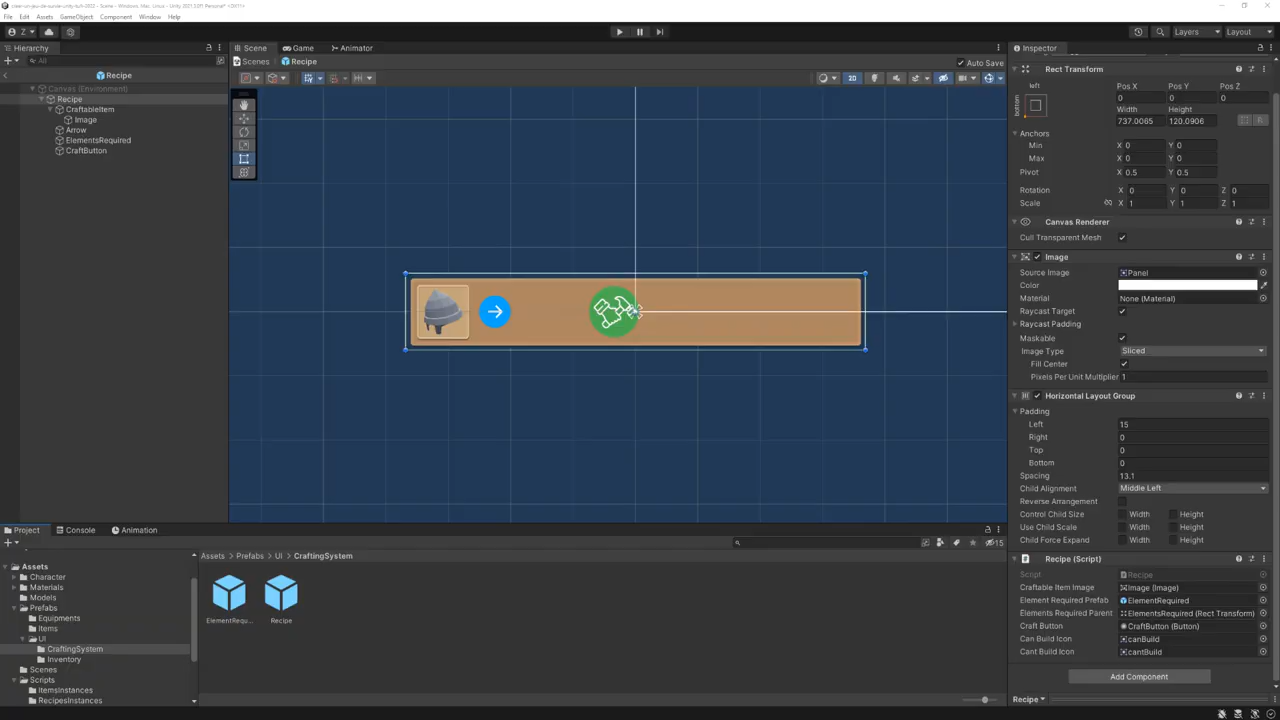 File Edit Assets GameObject Component Window Help
Z
Layers
Layout
Hierarchy
All
Recipe
Canvas (Environment)
Recipe
CraftableItem
Image
Arrow
ElementsRequired
CraftButton
Scene Game Animator
Scenes Recipe
Auto Save
2D
Inspector
Rect Transform
left
bottom
Pos X Pos Y Pos Z
0 0 0
Width Height
737.0065 120.0906
R
Anchors
Min X 0 Y 0
Max X 0 Y 0
Pivot X 0.5 Y 0.5
Rotation X 0 Y 0 Z 0
Scale X 1 Y 1 Z 1
Canvas Renderer
Cull Transparent Mesh
Image
Source Image Panel
Color
Material None (Material)
Raycast Target
Raycast Padding
Maskable
Image Type Sliced
Fill Center
Pixels Per Unit Multiplier 1
Horizontal Layout Group
Padding
Left 15
Right 0
Top 0
Bottom 0
Spacing 13.1
Child Alignment Middle Left
Reverse Arrangement
Control Child Size Width Height
Use Child Scale Width Height
Child Force Expand Width Height
Recipe (Script)
Script Recipe
Craftable Item Image Image (Image)
Element Required Prefab ElementRequired
Elements Required Parent ElementsRequired (Rect Transform)
Craft Button CraftButton (Button)
Can Build Icon canBuild
Cant Build Icon cantBuild
Add Component
Recipe
Project Console Animation
15
Assets > Prefabs > UI > CraftingSystem
Assets
Character
Materials
Models
Prefabs
Equipments
Items
UI
CraftingSystem
Inventory
Scenes
Scripts
ItemsInstances
RecipesInstances
ElementRequ...
Recipe